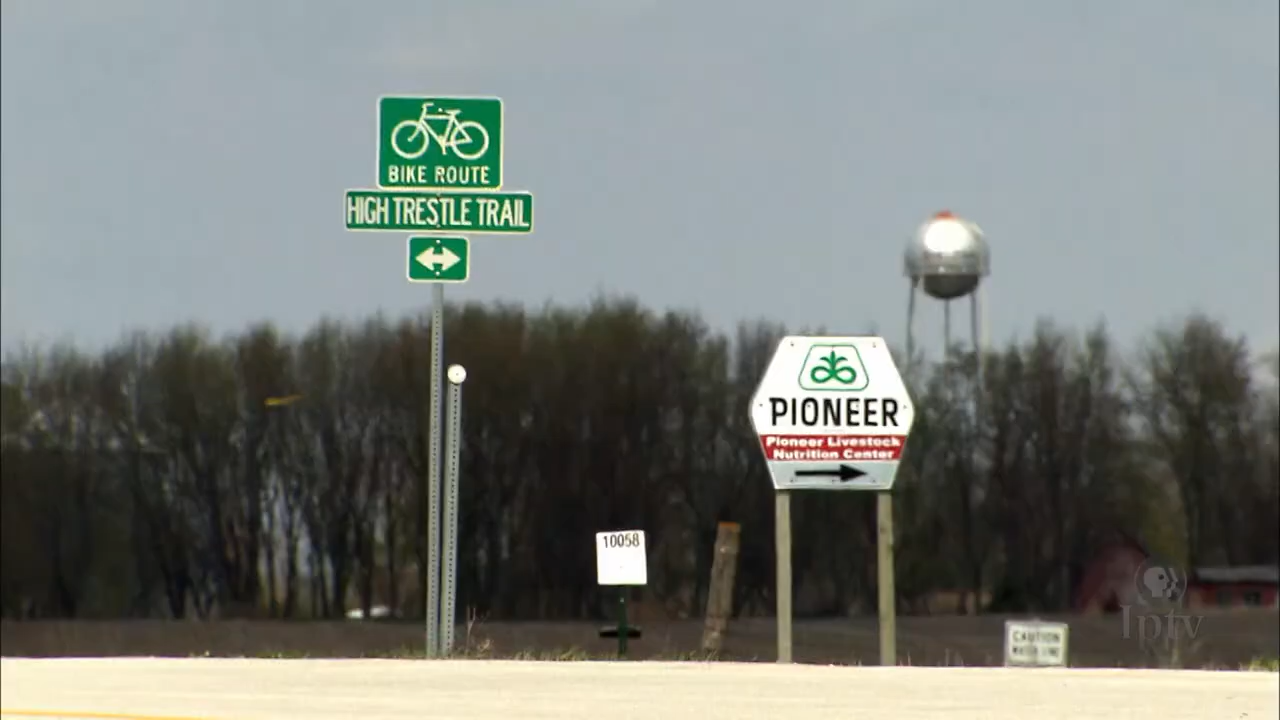 BIKE ROUTE
HIGH TRESTLE TRAIL
PIONEER
Pioneer Livestock
Nutrition Center
10058
CAUTION
WATER LINE
iptv